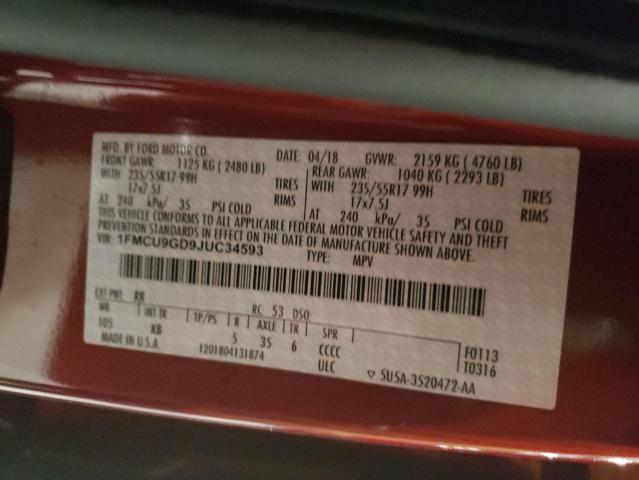 MFD. BY FORD MOTOR CO.
DATE: 04/18 GVWR: 2159 KG ( 4760 LB)
FRONT GAWR: 1125 KG ( 2480 LB) REAR GAWR: 1040 KG ( 2293 LB)
WITH 235/55R17 99H TIRES WITH 235/55R17 99H TIRES
17x7.5J RIMS 17x7.5J RIMS
AT 240 kPa/ 35 PSI COLD AT 240 kPa/ 35 PSI COLD
THIS VEHICLE CONFORMS TO ALL APPLICABLE FEDERAL MOTOR VEHICLE SAFETY AND THEFT
PREVENTION STANDARDS IN EFFECT ON THE DATE OF MANUFACTURE SHOWN ABOVE.
VIN: 1FMCU9GD9JUC34593 TYPE: MPV
EXT PNT: RR RC: 53 DSO:
WB INT TR TP/PS R AXLE TR SPR
105 KB 5 35 6 CCCC F0113
MADE IN U.S.A. 1201804131874 ULC T0316
▽ 5U5A-3520472-AA